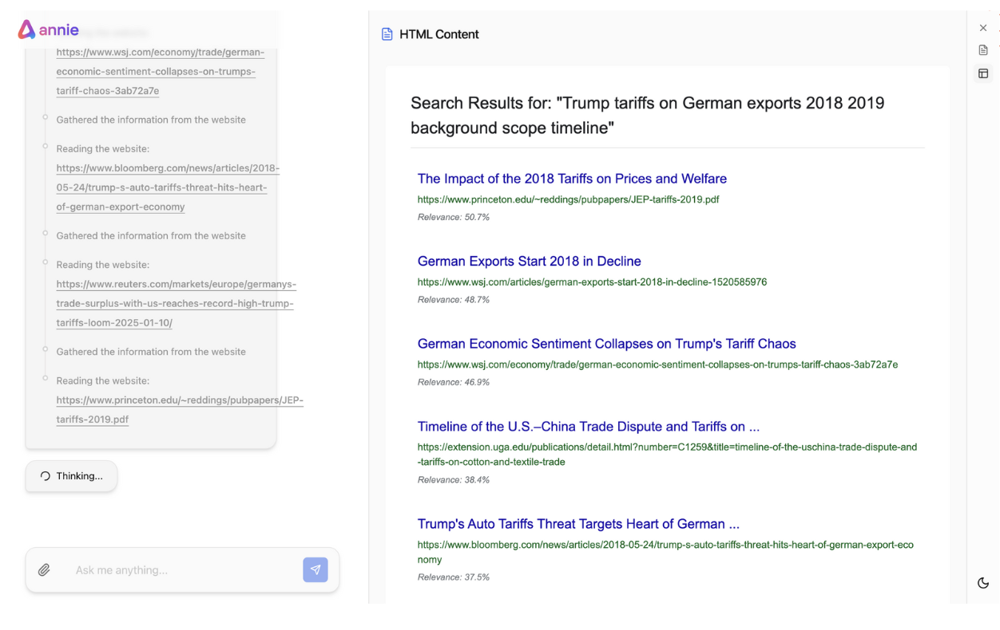 annie
https://www.wsj.com/economy/trade/german-
economic-sentiment-collapses-on-trumps-
tariff-chaos-3ab72a7e
Gathered the information from the website
Reading the website:
https://www.bloomberg.com/news/articles/2018-
05-24/trump-s-auto-tariffs-threat-hits-heart-
of-german-export-economy
Gathered the information from the website
Reading the website:
https://www.reuters.com/markets/europe/germanys-
trade-surplus-with-us-reaches-record-high-trump-
tariffs-loom-2025-01-10/
Gathered the information from the website
Reading the website:
https://www.princeton.edu/~reddings/pubpapers/JEP-
tariffs-2019.pdf
Thinking...
Ask me anything...
HTML Content
Search Results for: "Trump tariffs on German exports 2018 2019
background scope timeline"
The Impact of the 2018 Tariffs on Prices and Welfare
https://www.princeton.edu/~reddings/pubpapers/JEP-tariffs-2019.pdf
Relevance: 50.7%
German Exports Start 2018 in Decline
https://www.wsj.com/articles/german-exports-start-2018-in-decline-1520585976
Relevance: 48.7%
German Economic Sentiment Collapses on Trump's Tariff Chaos
https://www.wsj.com/economy/trade/german-economic-sentiment-collapses-on-trumps-tariff-chaos-3ab72a7e
Relevance: 46.9%
Timeline of the U.S.–China Trade Dispute and Tariffs on ...
https://extension.uga.edu/publications/detail.html?number=C1259&title=timeline-of-the-uschina-trade-dispute-and
-tariffs-on-cotton-and-textile-trade
Relevance: 38.4%
Trump's Auto Tariffs Threat Targets Heart of German ...
https://www.bloomberg.com/news/articles/2018-05-24/trump-s-auto-tariffs-threat-hits-heart-of-german-export-eco
nomy
Relevance: 37.5%